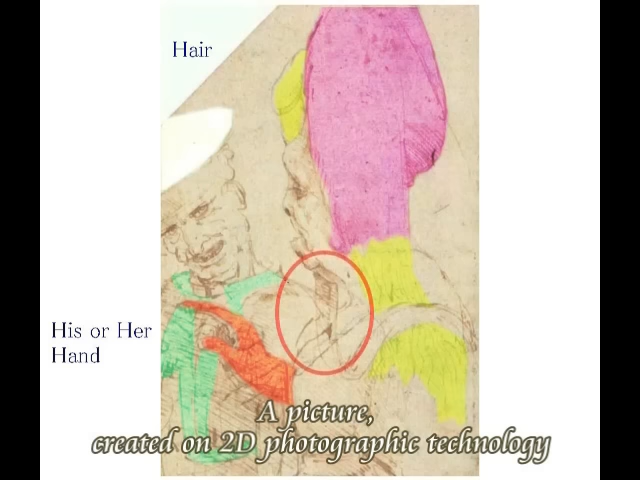 Hair
His or Her
Hand
A picture,
created on 2D photographic technology